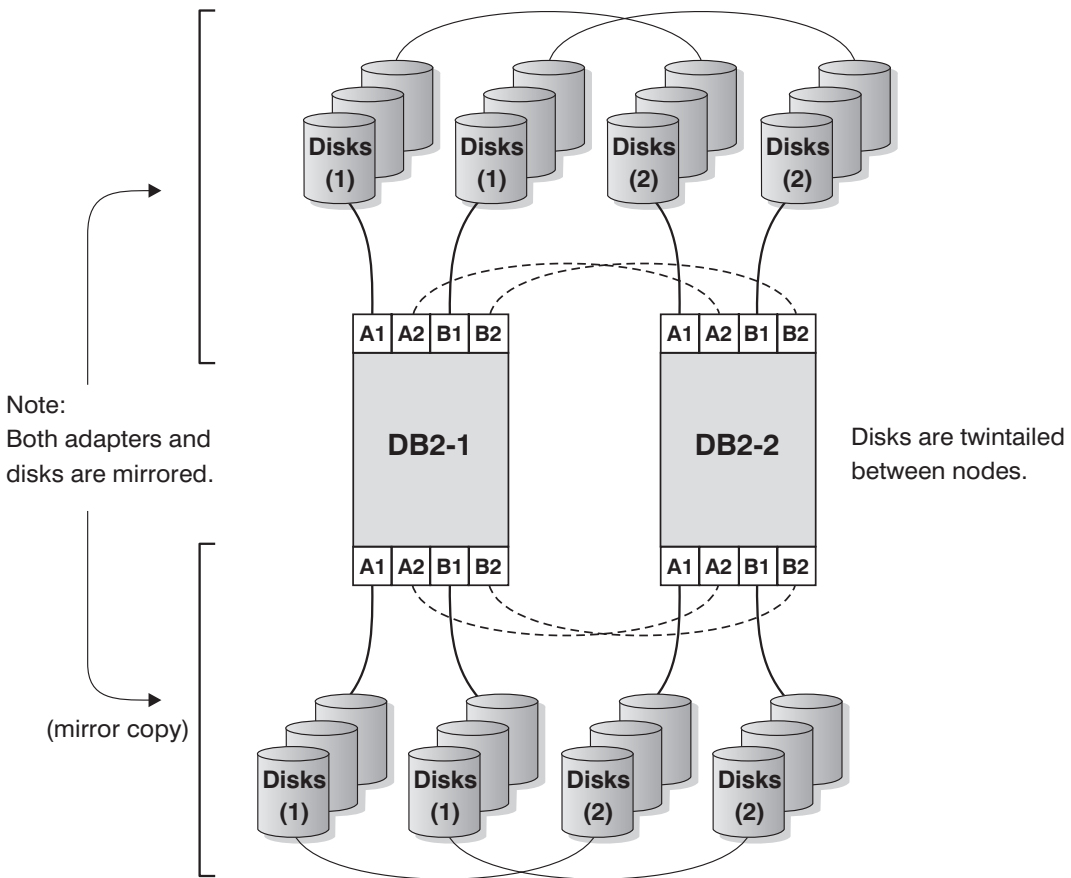 Disks
(1)
Disks
(1)
Disks
(2)
Disks
(2)
A1 A2 B1 B2
A1 A2 B1 B2
Note:
Both adapters and
disks are mirrored.
DB2-1
DB2-2
Disks are twintailed
between nodes.
A1 A2 B1 B2
A1 A2 B1 B2
(mirror copy)
Disks
(1)
Disks
(1)
Disks
(2)
Disks
(2)